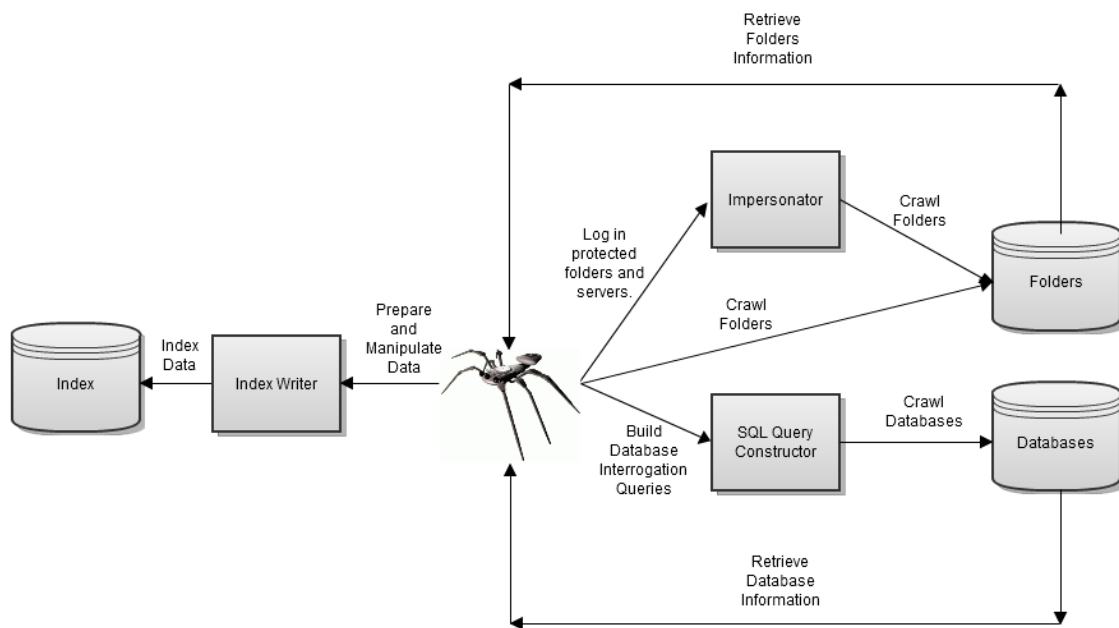 Retrieve
Folders
Information
Impersonator
Crawl
Folders
Log in
protected
folders and
servers.
Folders
Crawl
Folders
Prepare
and
Manipulate
Data
Index
Data
Index
Index Writer
Crawl
Databases
SQL Query
Constructor
Databases
Build
Database
Interrogation
Queries
Retrieve
Database
Information